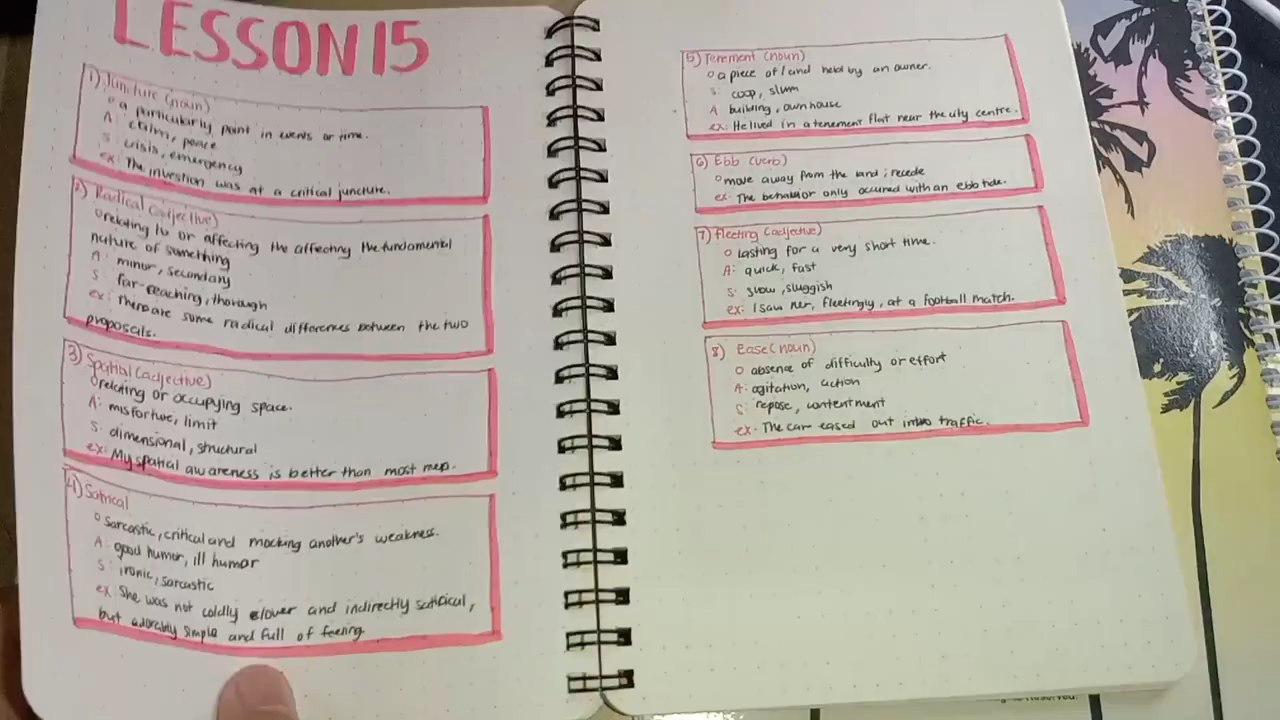 LESSON 15
1) Juncture (noun)
o a particularly point in events or time.
A: claim, peace
S: crisis, emergency
ex: The investion was at a critical juncture.
2) Radical (adjective)
o relating to or affecting the affecting the fundamental
nature of something
A: minor, secondary
S: far-reaching, thorough
ex: There are some radical differences between the two
proposals.
3) Spatial (adjective)
o relating or occupying space.
A: misfortune, limit
S: dimensional, structural
ex: My spatial awareness is better than most men.
4) Satirical
o Sarcastic, critical and mocking another's weakness.
A: good humor, ill humor
S: ironic, sarcastic
ex: She was not coldly clover and indirectly satirical,
but adorably simple and full of feeling.
5) Tenement (noun)
o a piece of land held by an owner.
S: coop, slum
A: building, own house
ex: He lived in a tenement flat near the city centre.
6) Ebb (verb)
o move away from the land; recede
ex: The behavior only occured with an ebb tide.
7) Fleeting (adjective)
o lasting for a very short time.
A: quick, fast
S: slow, sluggish
ex: I saw her, fleetingly, at a football match.
8) Ease (noun)
o absence of difficulty or effort
A: agitation, action
S: repose, contentment
ex: The car eased out into traffic.
Reserved.